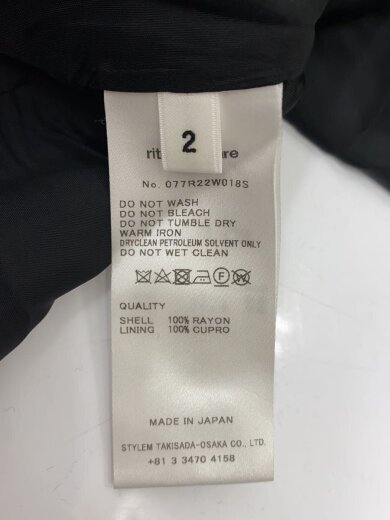 2
No. 077R22W018S
DO NOT WASH
DO NOT BLEACH
DO NOT TUMBLE DRY
WARM IRON
DRYCLEAN PETROLEUM SOLVENT ONLY
DO NOT WET CLEAN
F
W
QUALITY
SHELL 100% RAYON
LINING 100% CUPRO
MADE IN JAPAN
STYLEM TAKISADA-OSAKA CO., LTD.
+81 3 3470 4158